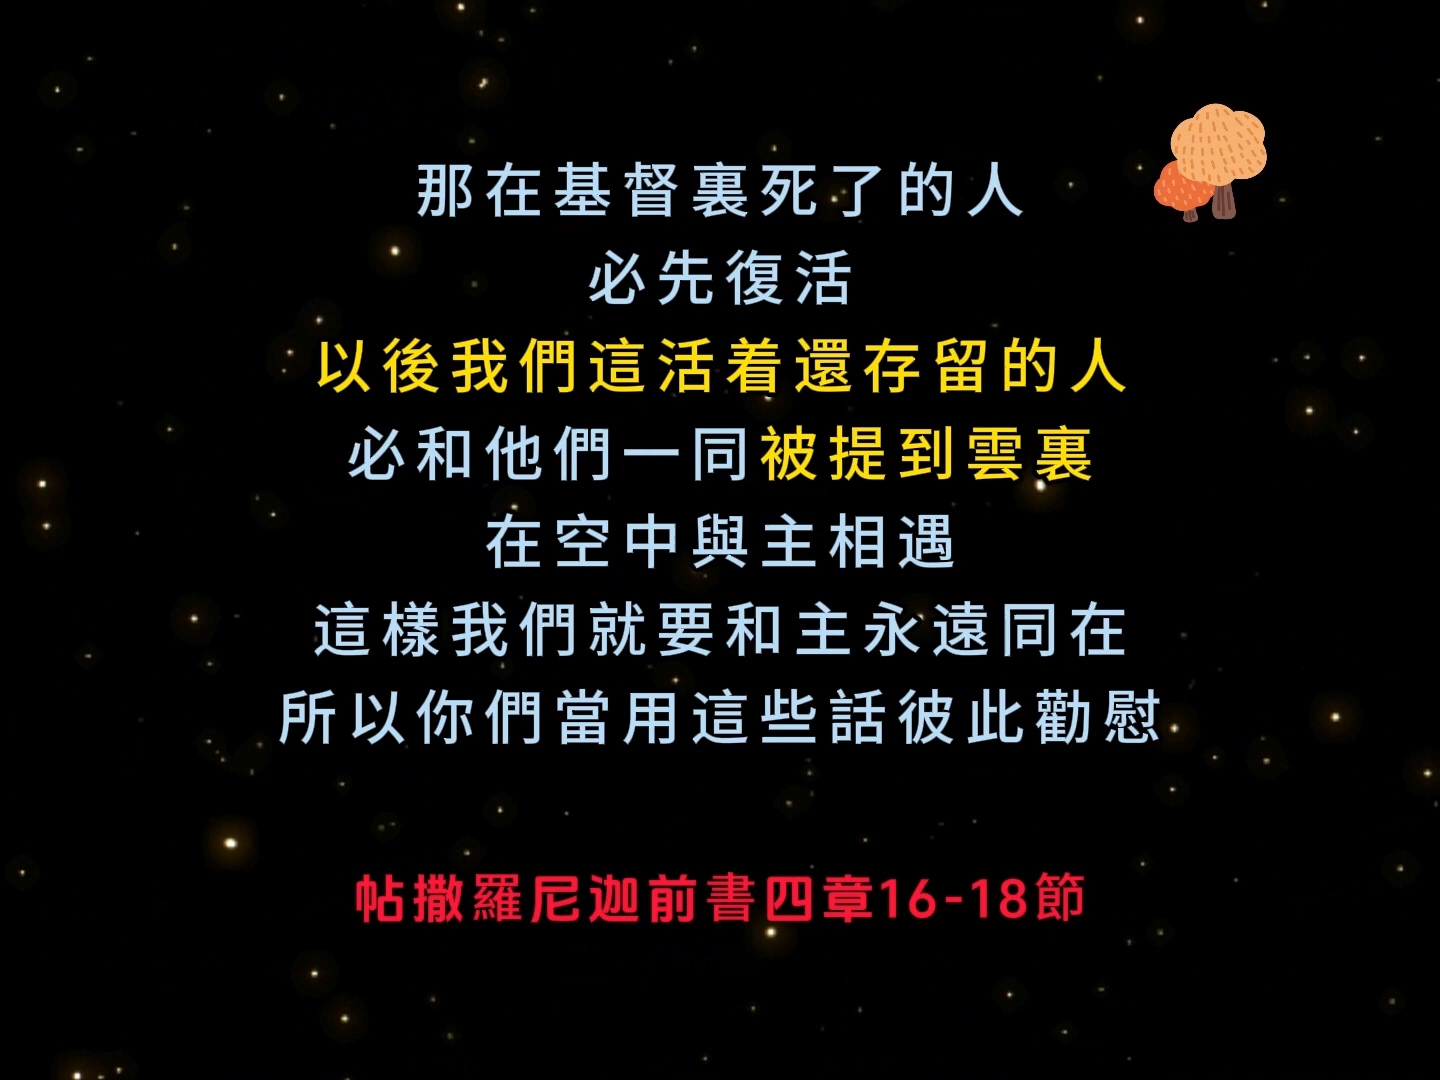 那在基督裏死了的人
必先復活
以後我們這活着還存留的人
必和他們一同被提到雲裏
在空中與主相遇
這樣我們就要和主永遠同在
所以你們當用這些話彼此勸慰
帖撒羅尼迦前書四章16-18節